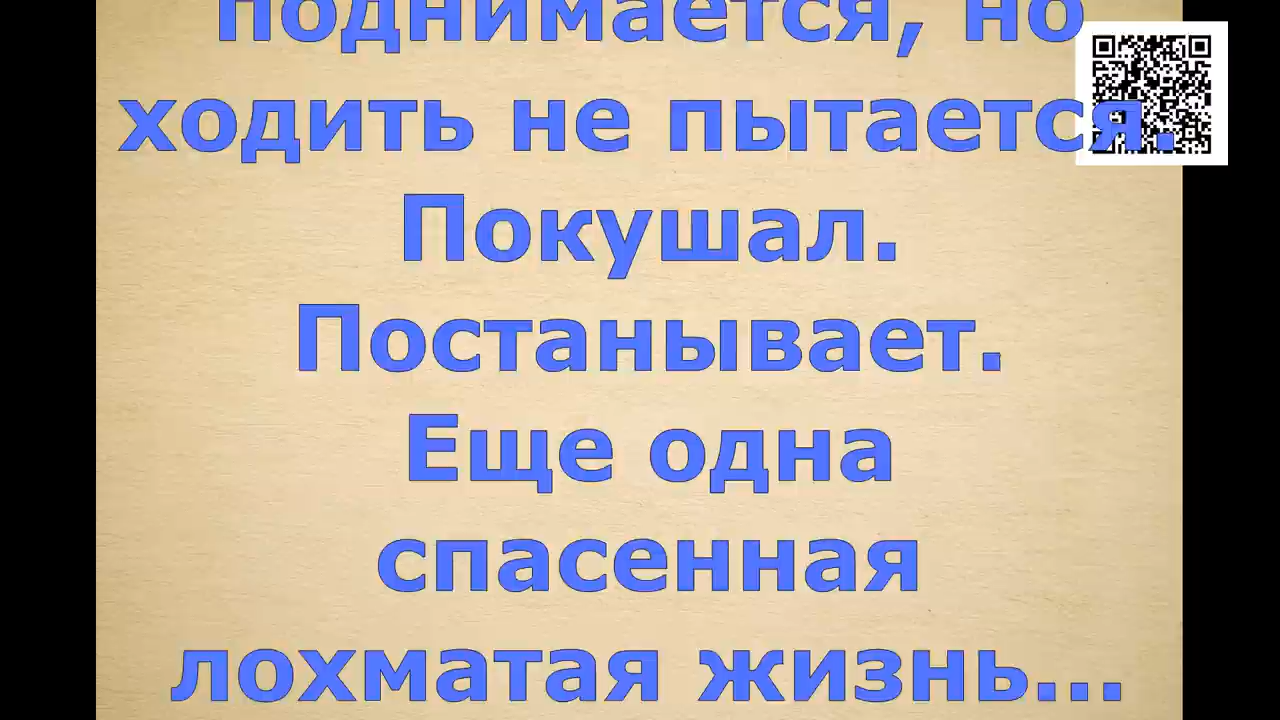 поднимается, но
ходить не пытается.
Покушал.
Постанывает.
Еще одна
спасенная
лохматая жизнь...